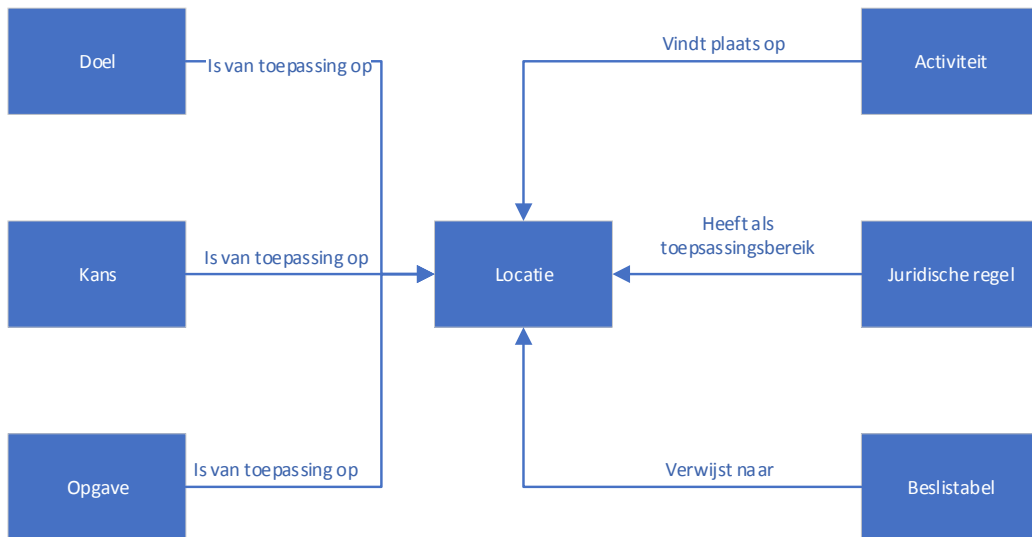 Doel
Is van toepassing op
Vindt plaats op
Activiteit
Kans
Is van toepassing op
Locatie
Heeft als
toepsassingsbereik
Juridische regel
Opgave
Is van toepassing op
Verwijst naar
Beslistabel